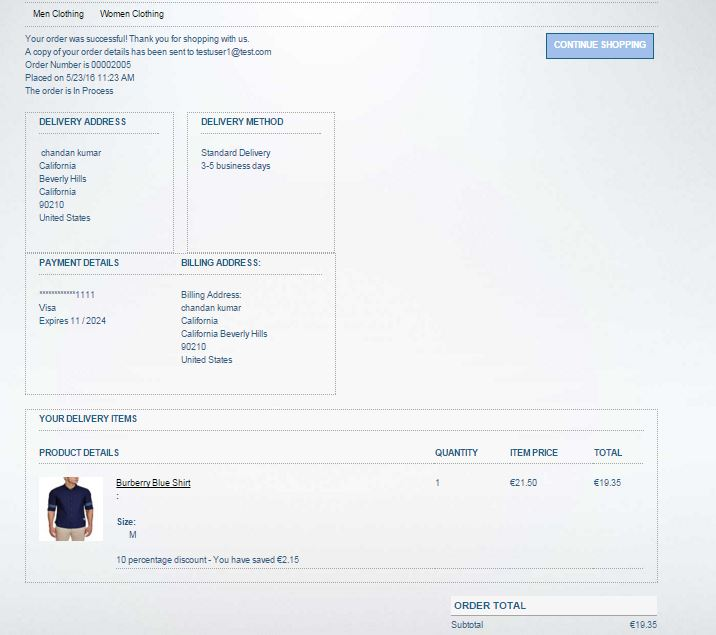 Men Clothing Women Clothing
Your order was successful! Thank you for shopping with us.
A copy of your order details has been sent to testuser1@test.com
Order Number is 00002005
Placed on 5/23/16 11:23 AM
The order is In Process
CONTINUE SHOPPING
DELIVERY ADDRESS
chandan kumar
California
Beverly Hills
California
90210
United States
DELIVERY METHOD
Standard Delivery
3-5 business days
PAYMENT DETAILS
************1111
Visa
Expires 11 / 2024
BILLING ADDRESS:
Billing Address:
chandan kumar
California
California Beverly Hills
90210
United States
YOUR DELIVERY ITEMS
PRODUCT DETAILS QUANTITY ITEM PRICE TOTAL
Burberry Blue Shirt 1 €21.50 €19.35
:
Size:
M
10 percentage discount - You have saved €2.15
ORDER TOTAL
Subtotal €19.35